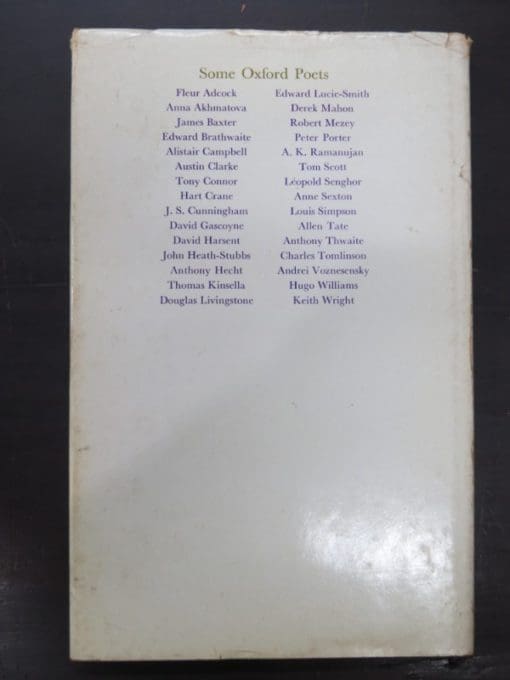 Some Oxford Poets
Fleur Adcock
Anna Akhmatova
James Baxter
Edward Brathwaite
Alistair Campbell
Austin Clarke
Tony Connor
Hart Crane
J. S. Cunningham
David Gascoyne
David Harsent
John Heath-Stubbs
Anthony Hecht
Thomas Kinsella
Douglas Livingstone
Edward Lucie-Smith
Derek Mahon
Robert Mezey
Peter Porter
A. K. Ramanujan
Tom Scott
Léopold Senghor
Anne Sexton
Louis Simpson
Allen Tate
Anthony Thwaite
Charles Tomlinson
Andrei Voznesensky
Hugo Williams
Keith Wright